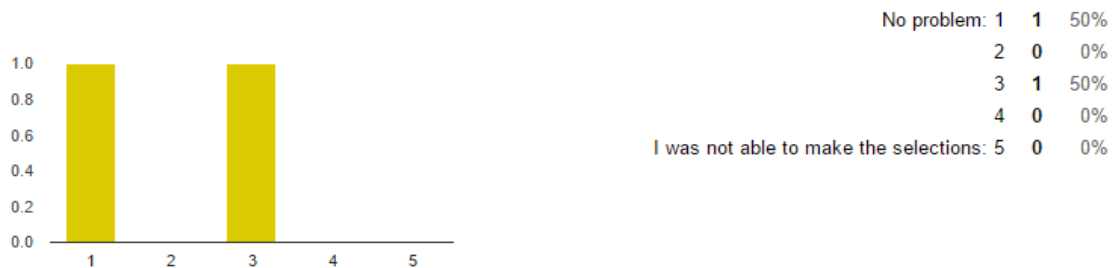 1.0
0.8
0.6
0.4
0.2
0.0
1 2 3 4 5
No problem: 1 1 50%
2 0 0%
3 1 50%
4 0 0%
I was not able to make the selections: 5 0 0%